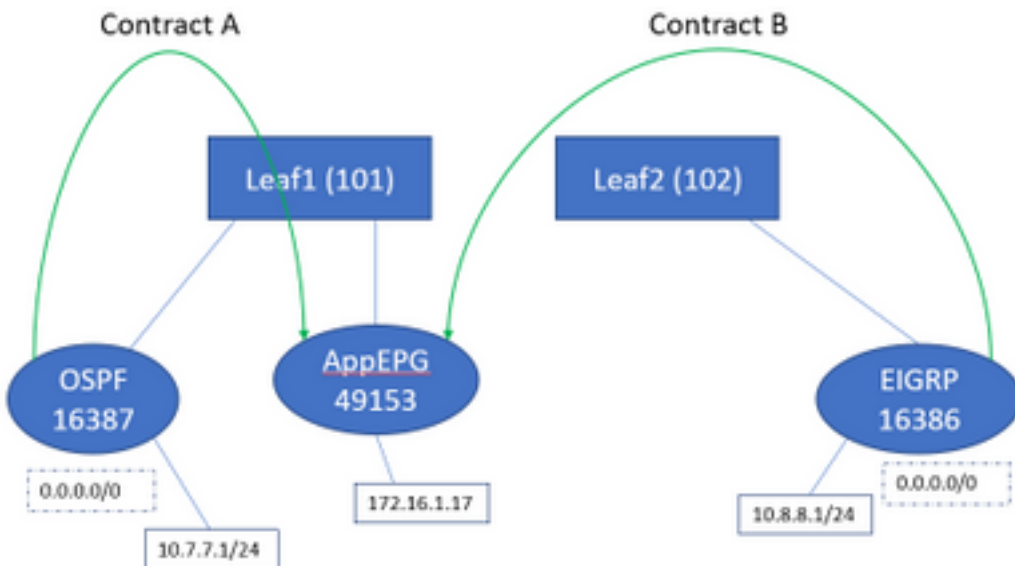 Contract A
Contract B
Leaf1 (101)
Leaf2 (102)
OSPF
16387
AppEPG
49153
EIGRP
16386
0.0.0.0/0
172.16.1.17
0.0.0.0/0
10.7.7.1/24
10.8.8.1/24